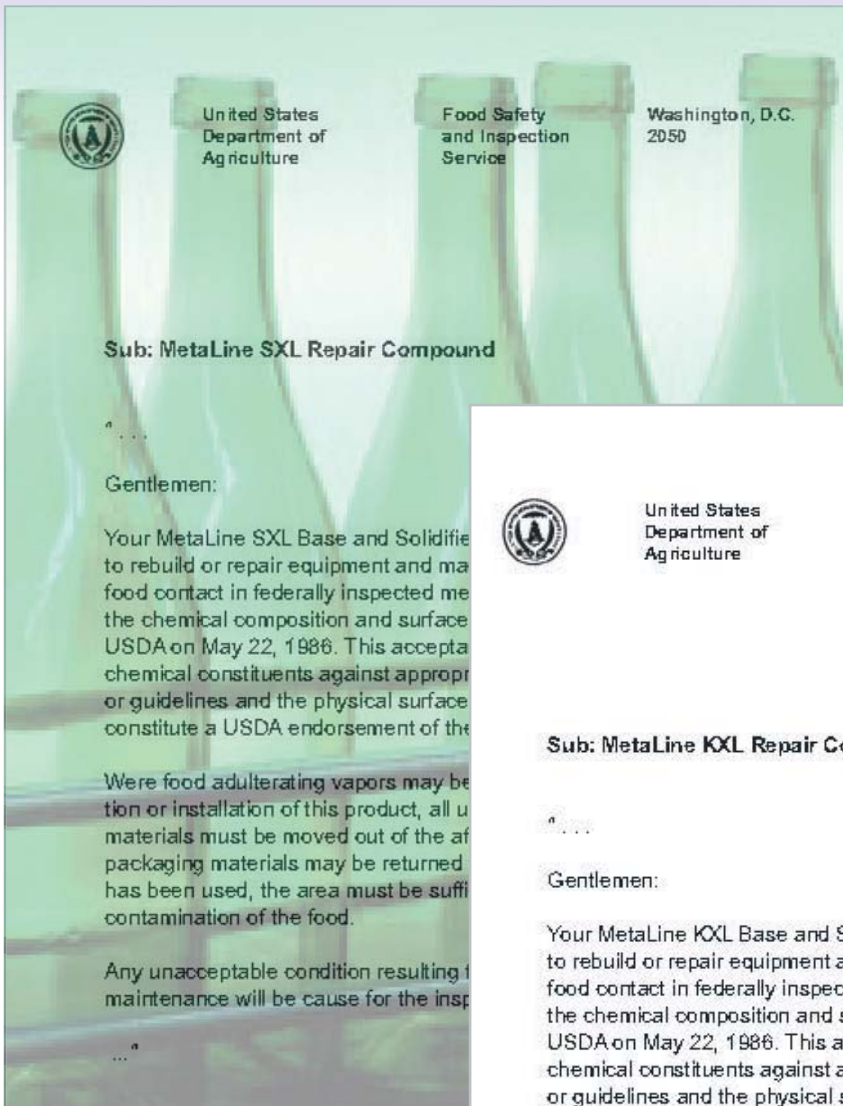 United States
Department of
Agriculture
Food Safety
and Inspection
Service
Washington, D.C.
2050
Sub: MetaLine SXL Repair Compound
" . . .
Gentlemen:
Your MetaLine SXL Base and Solidifie
to rebuild or repair equipment and ma
food contact in federally inspected me
the chemical composition and surface
USDA on May 22, 1986. This accepta
chemical constituents against appropr
or guidelines and the physical surface
constitute a USDA endorsement of the
Were food adulterating vapors may be
tion or installation of this product, all u
materials must be moved out of the af
packaging materials may be returned
has been used, the area must be suffi
contamination of the food.
Any unacceptable condition resulting f
maintenance will be cause for the insp
..."
United States
Department of
Agriculture
Sub: MetaLine KXL Repair Co
" . . .
Gentlemen:
Your MetaLine KXL Base and S
to rebuild or repair equipment a
food contact in federally inspec
the chemical composition and s
USDA on May 22, 1986. This a
chemical constituents against a
or guidelines and the physical s